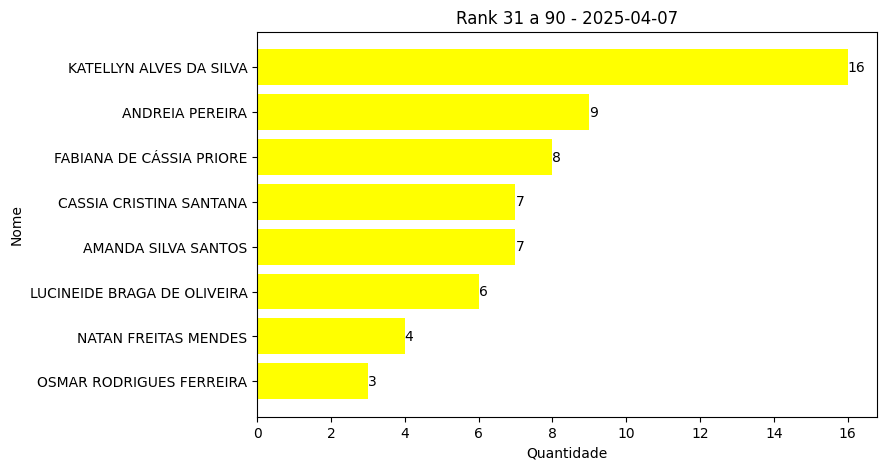 Rank 31 a 90 - 2025-04-07
Nome
KATELLYN ALVES DA SILVA 16
ANDREIA PEREIRA 9
FABIANA DE CÁSSIA PRIORE 8
CASSIA CRISTINA SANTANA 7
AMANDA SILVA SANTOS 7
LUCINEIDE BRAGA DE OLIVEIRA 6
NATAN FREITAS MENDES 4
OSMAR RODRIGUES FERREIRA 3
0 2 4 6 8 10 12 14 16
Quantidade